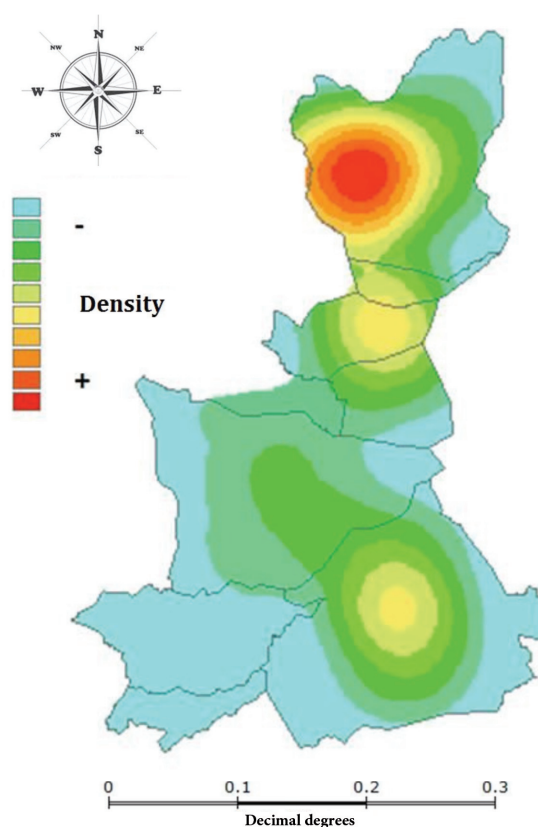 N
NW NE
W E
SW SE
S
-
Density
+
0 0.1 0.2 0.3
Decimal degrees